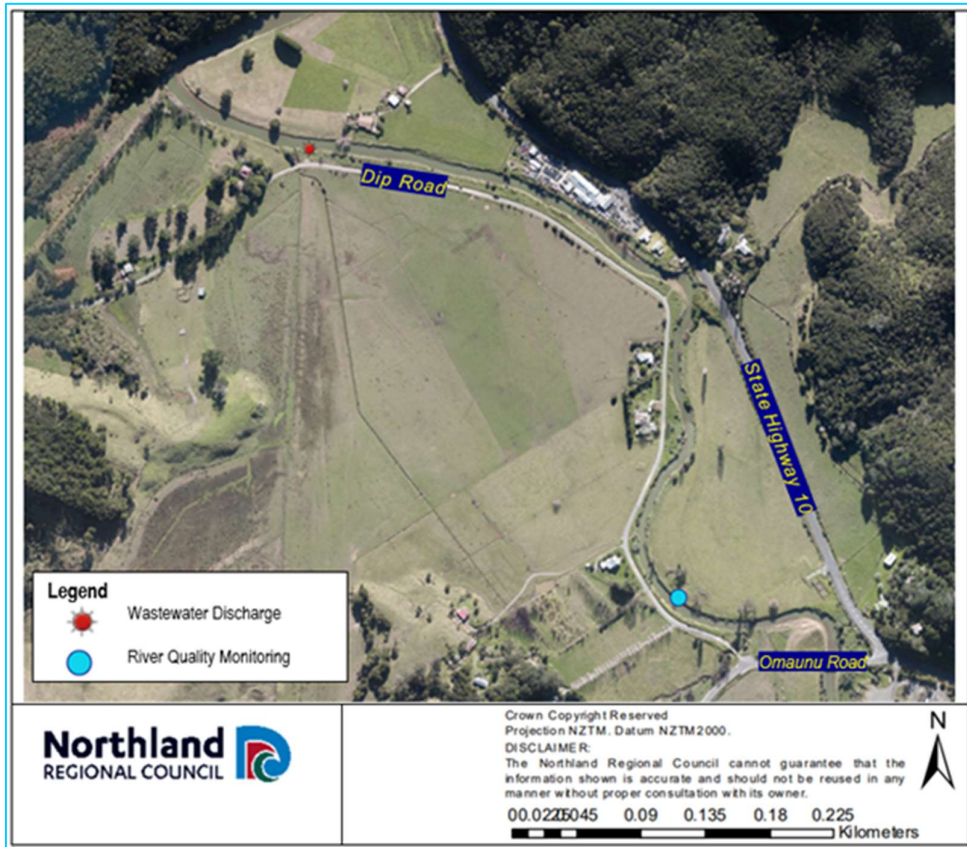 Dip Road
State Highway 10
Omaunu Road
Legend
Wastewater Discharge
River Quality Monitoring
Northland
REGIONAL COUNCIL
Crown Copyright Reserved
Projection NZTM. Datum NZTM2000.
DISCLAIMER:
The Northland Regional Council cannot guarantee that the
information shown is accurate and should not be reused in any
manner without proper consultation with its owner.
N
0.09 0.135 0.18 0.225
Kilometers